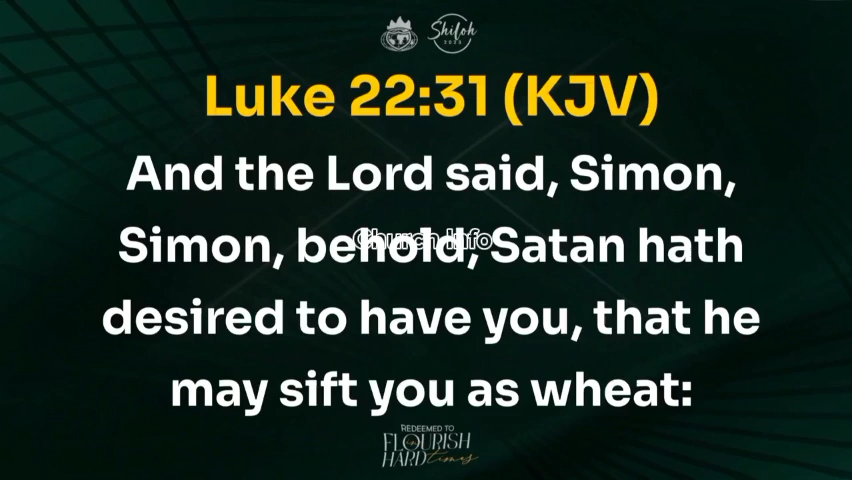 Shiloh
Luke 22:31 (KJV)
And the Lord said, Simon,
Simon, behold, Satan hath
Church Info
desired to have you, that he
may sift you as wheat:
REDEEMED TO
FLOURISH
HARD times